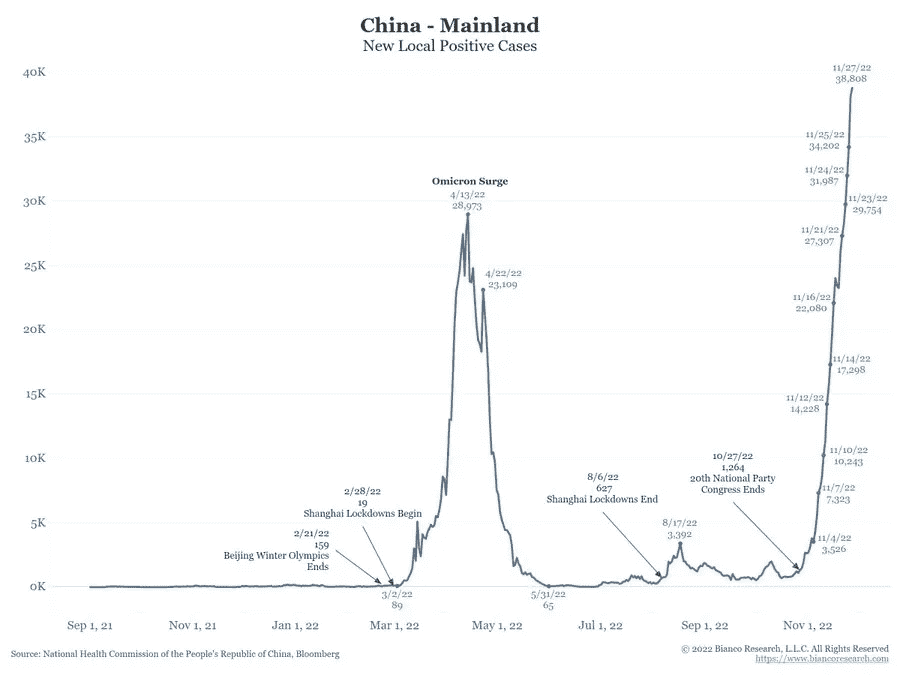 China - Mainland
New Local Positive Cases
40K
35K
30K
25K
20K
15K
10K
5K
0K
11/27/22
38,808
11/25/22
34,202
11/24/22
31,987
11/23/22
29,754
11/21/22
27,307
11/16/22
22,080
11/14/22
17,298
11/12/22
14,228
11/10/22
10,243
11/7/22
7,323
11/4/22
3,526
Omicron Surge
4/13/22
28,973
4/22/22
23,109
2/28/22
19
Shanghai Lockdowns Begin
2/21/22
159
Beijing Winter Olympics
Ends
3/2/22
89
5/31/22
65
8/6/22
627
Shanghai Lockdowns End
8/17/22
3,392
10/27/22
1,264
20th National Party
Congress Ends
Sep 1, 21
Nov 1, 21
Jan 1, 22
Mar 1, 22
May 1, 22
Jul 1, 22
Sep 1, 22
Nov 1, 22
Source: National Health Commission of the People's Republic of China, Bloomberg
© 2022 Bianco Research, L.L.C. All Rights Reserved
https://www.biancoresearch.com/